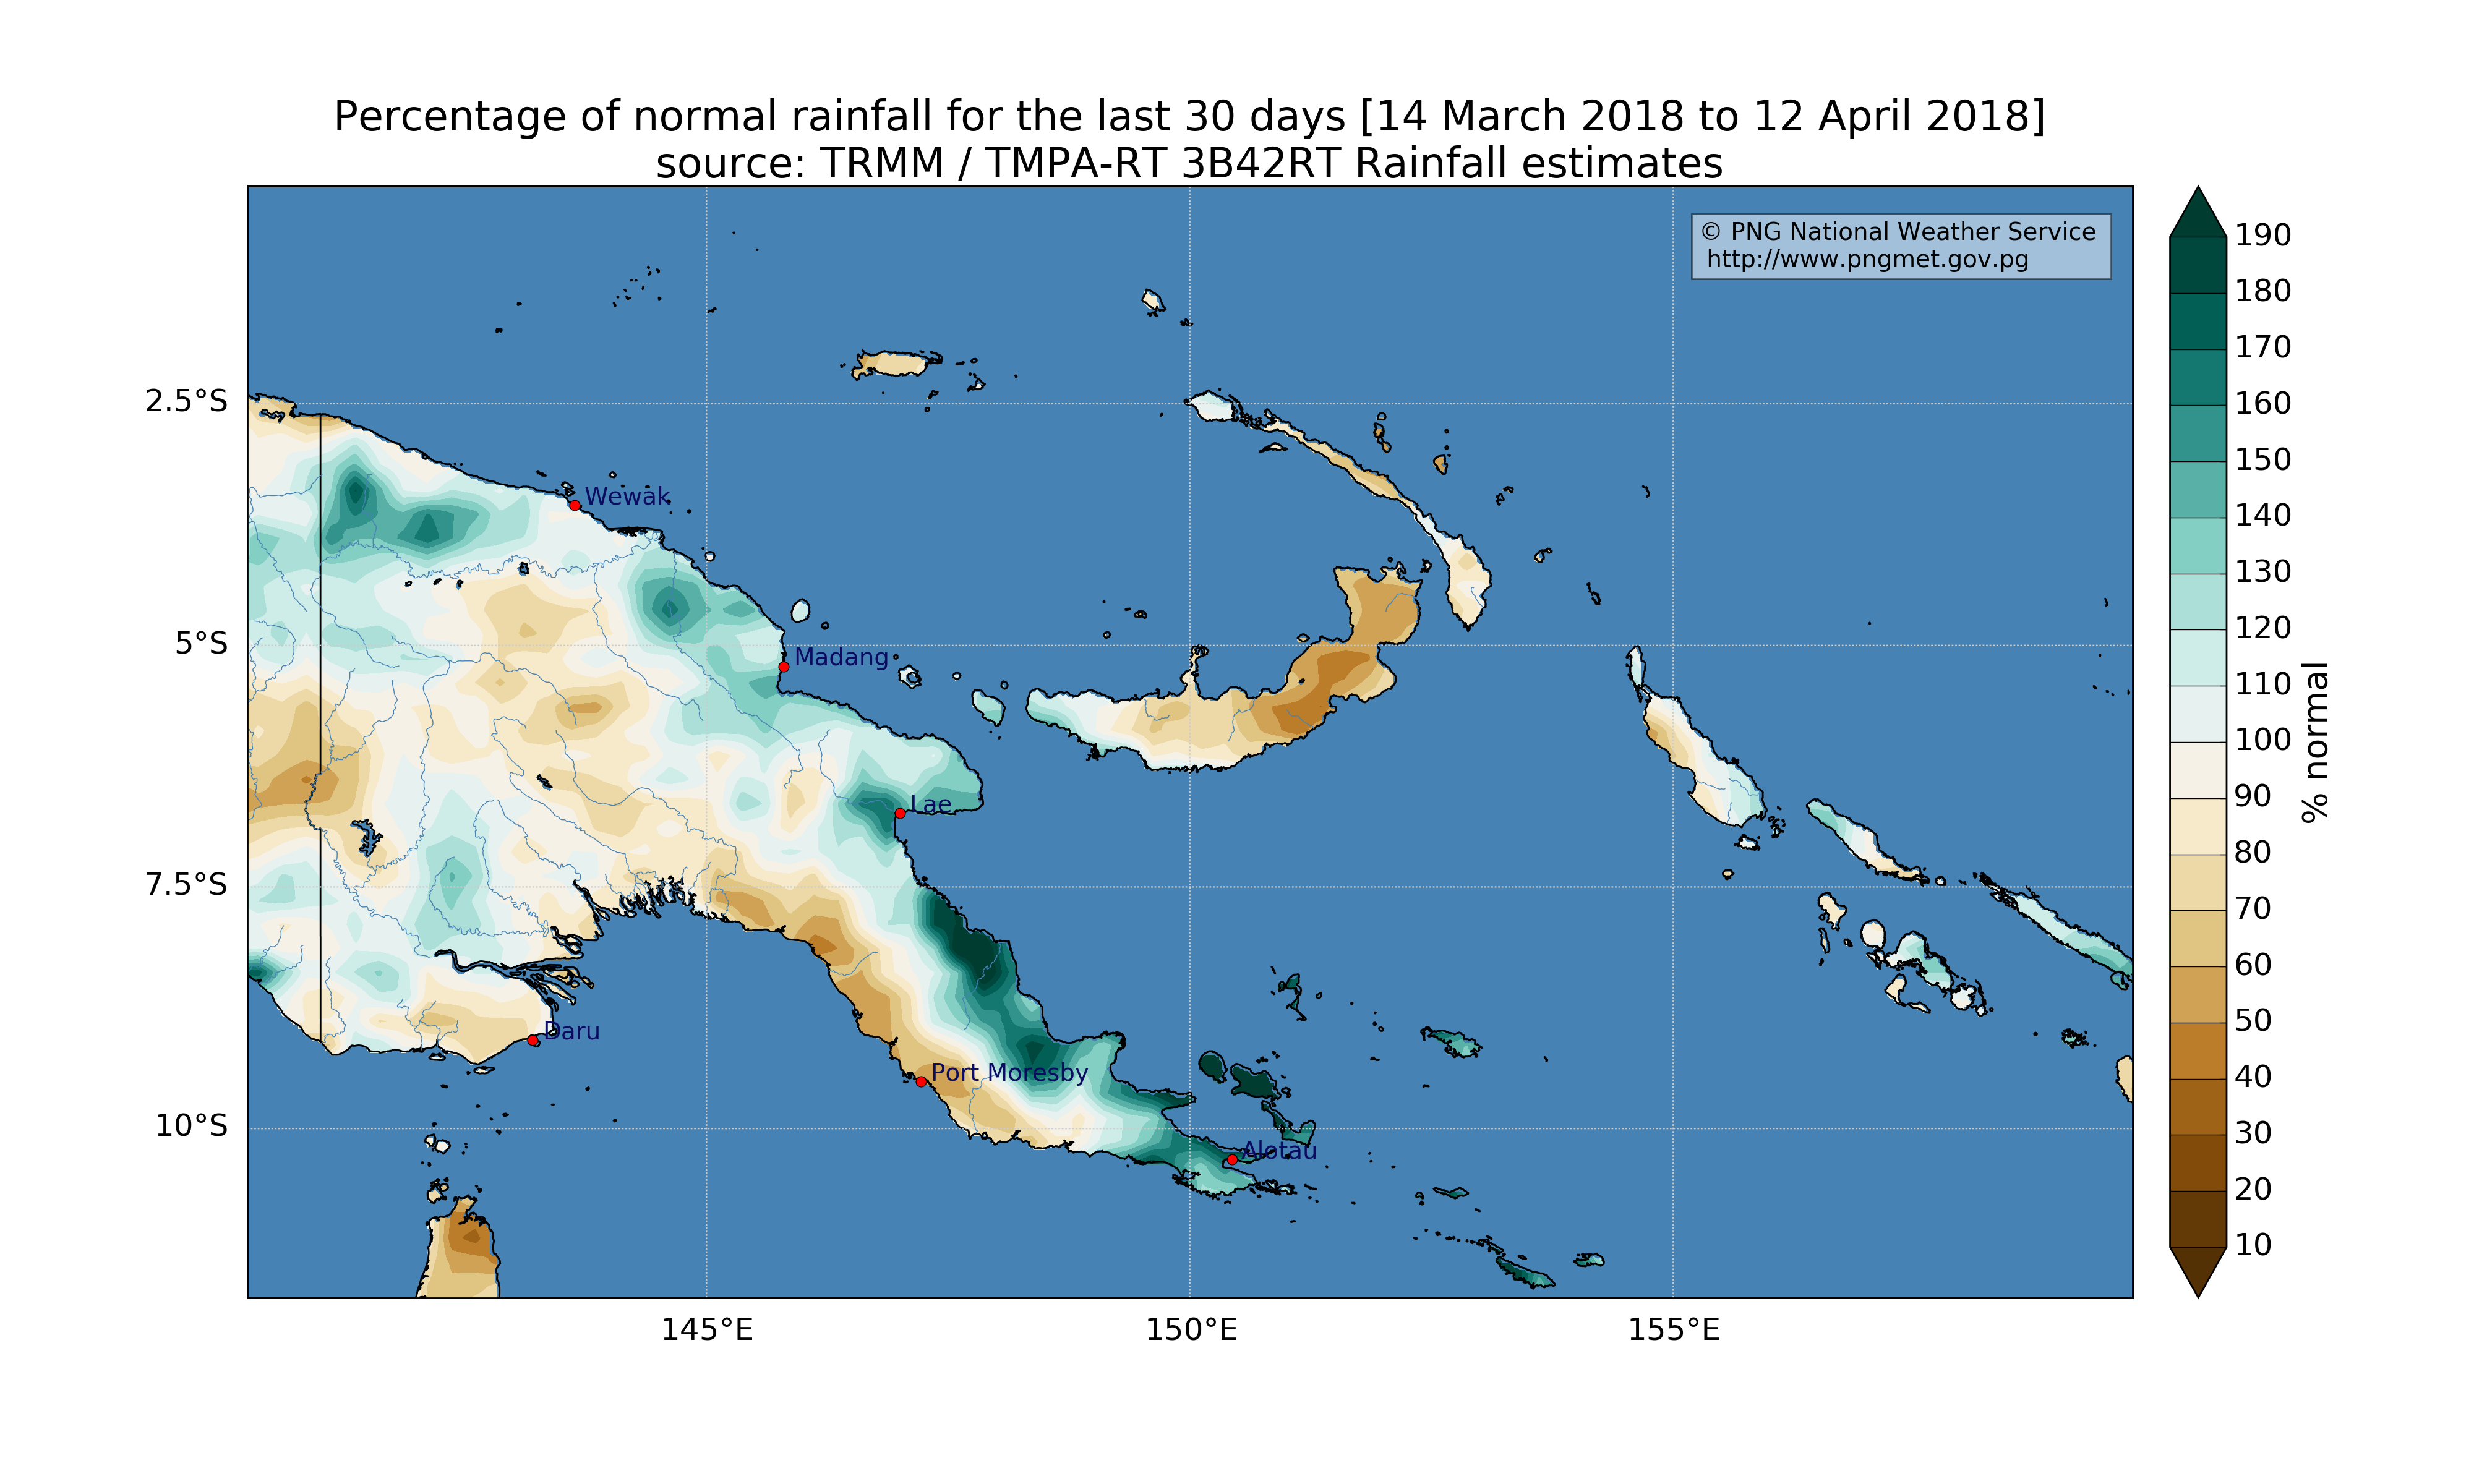 Percentage of normal rainfall for the last 30 days [14 March 2018 to 12 April 2018]
source: TRMM / TMPA-RT 3B42RT Rainfall estimates
© PNG National Weather Service
http://www.pngmet.gov.pg
2.5°S
5°S
7.5°S
10°S
Wewak
Madang
Lae
Daru
Port Moresby
Alotau
145°E
150°E
155°E
190
180
170
160
150
140
130
120
110
100
90
80
70
60
50
40
30
20
10
% normal